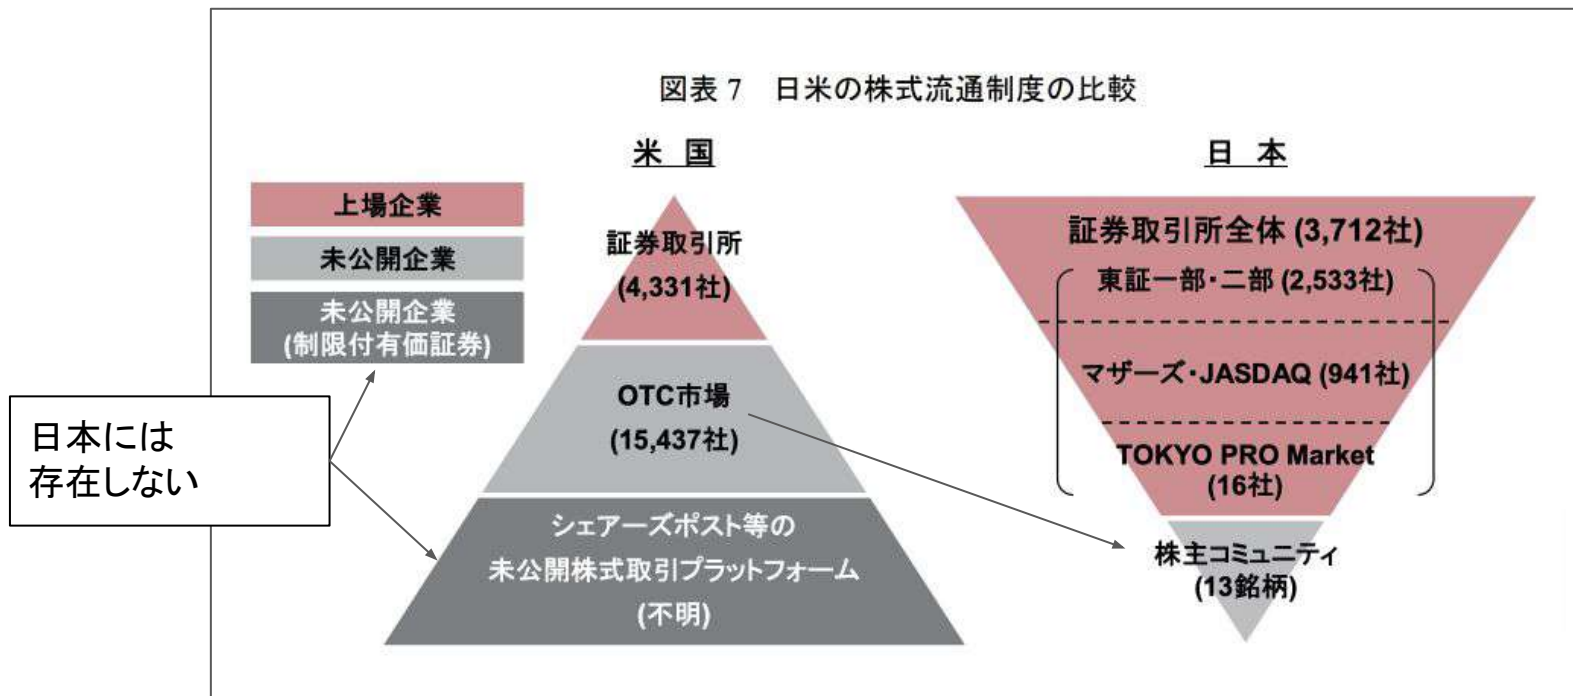 図表 7　日米の株式流通制度の比較
米 国
日 本
上場企業
未公開企業
未公開企業
(制限付有価証券)
日本には
存在しない
証券取引所
(4,331社)
OTC市場
(15,437社)
シェアーズポスト等の
未公開株式取引プラットフォーム
(不明)
証券取引所全体 (3,712社)
東証一部・二部 (2,533社)
マザーズ・JASDAQ (941社)
TOKYO PRO Market
(16社)
株主コミュニティ
(13銘柄)